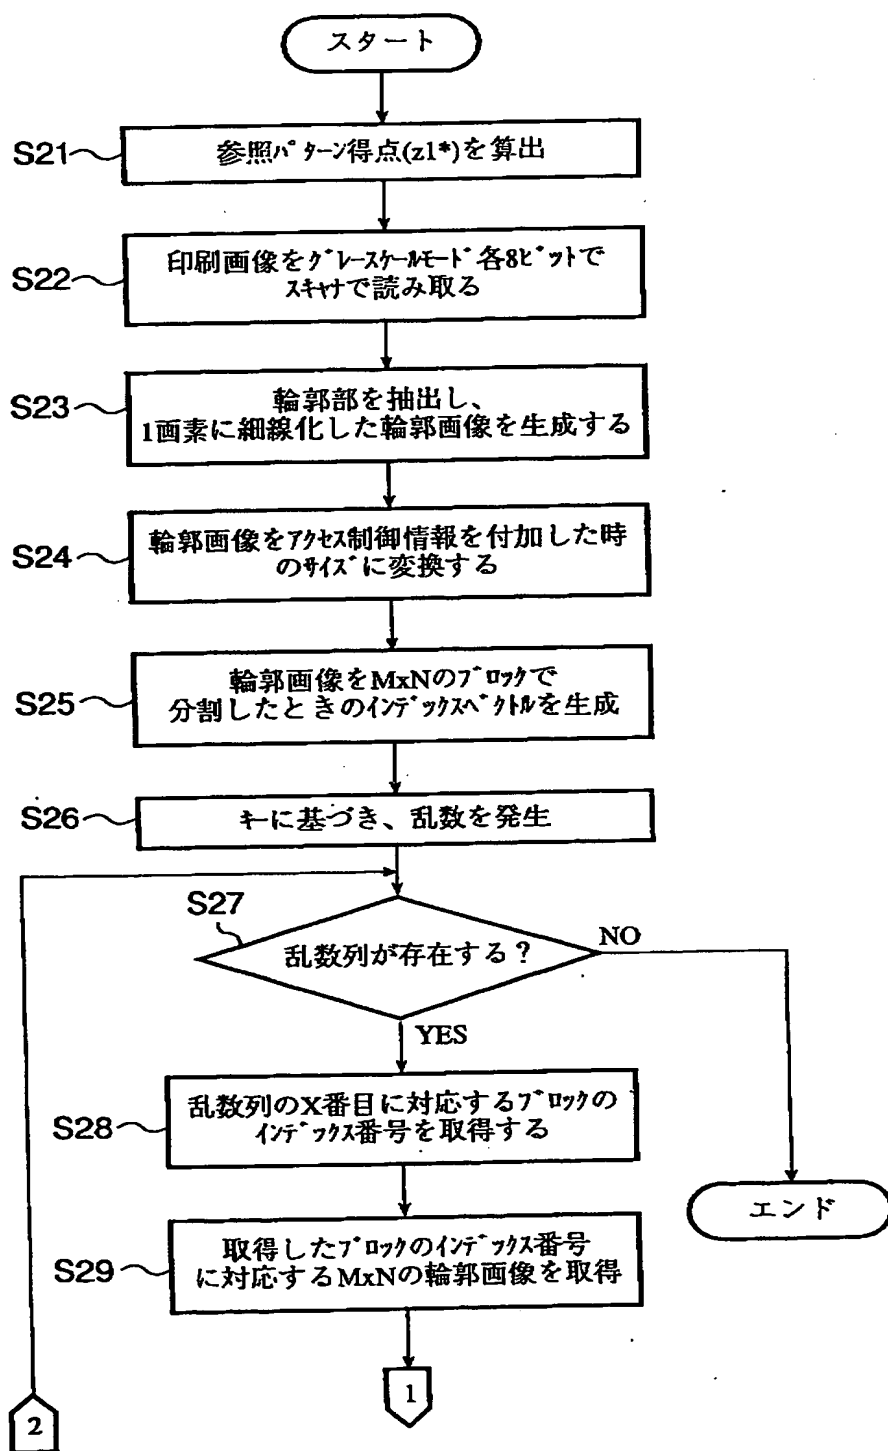 スタート
S21
参照ﾊﾟﾀｰﾝ得点(z1*)を算出
S22
印刷画像をｸﾞﾚｰｽｹｰﾙﾓｰﾄﾞ各8ﾋﾞｯﾄで
ｽｷｬﾅで読み取る
S23
輪郭部を抽出し、
1画素に細線化した輪郭画像を生成する
S24
輪郭画像をｱｸｾｽ制御情報を付加した時
のｻｲｽﾞに変換する
S25
輪郭画像をMxNのﾌﾞﾛｯｸで
分割したときのｲﾝﾃﾞｯｸｽﾍﾞｸﾄﾙを生成
S26
ｷｰに基づき、乱数を発生
S27
乱数列が存在する？
NO
YES
S28
乱数列のX番目に対応するﾌﾞﾛｯｸの
ｲﾝﾃﾞｯｸｽ番号を取得する
エンド
S29
取得したﾌﾞﾛｯｸのｲﾝﾃﾞｯｸｽ番号
に対応するMxNの輪郭画像を取得
1
2